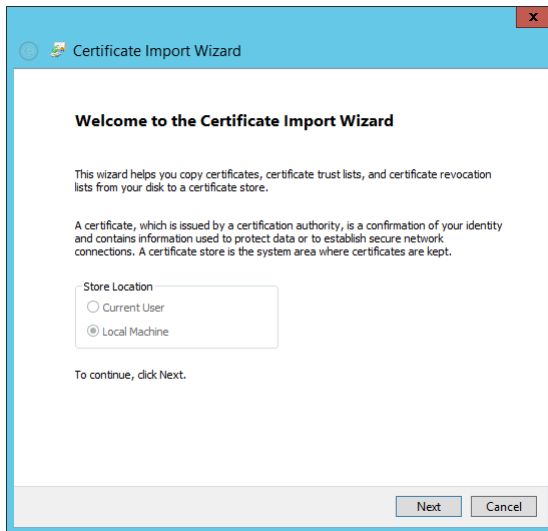 x
Certificate Import Wizard
Welcome to the Certificate Import Wizard
This wizard helps you copy certificates, certificate trust lists, and certificate revocation
lists from your disk to a certificate store.
A certificate, which is issued by a certification authority, is a confirmation of your identity
and contains information used to protect data or to establish secure network
connections. A certificate store is the system area where certificates are kept.
Store Location
Current User
Local Machine
To continue, click Next.
Next Cancel